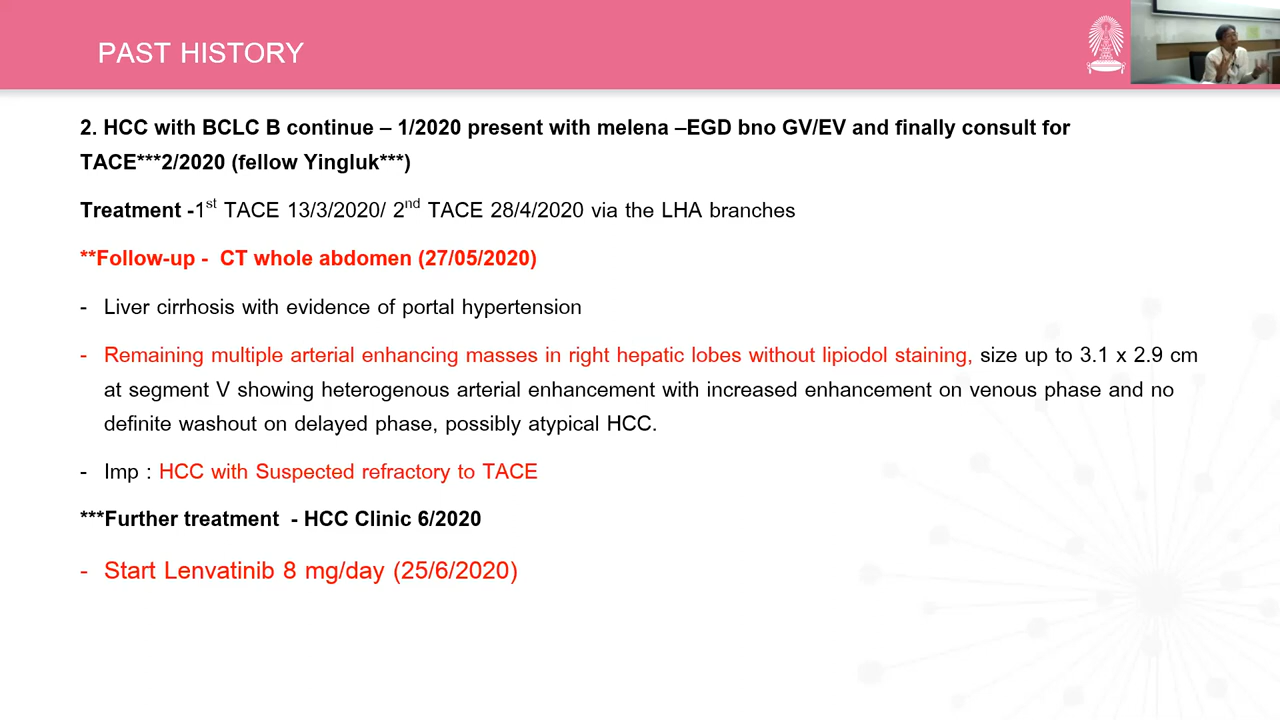 PAST HISTORY
2. HCC with BCLC B continue – 1/2020 present with melena –EGD bno GV/EV and finally consult for
TACE***2/2020 (fellow Yingluk***)
Treatment -1st TACE 13/3/2020/ 2nd TACE 28/4/2020 via the LHA branches
**Follow-up - CT whole abdomen (27/05/2020)
- Liver cirrhosis with evidence of portal hypertension
- Remaining multiple arterial enhancing masses in right hepatic lobes without lipiodol staining, size up to 3.1 x 2.9 cm
at segment V showing heterogenous arterial enhancement with increased enhancement on venous phase and no
definite washout on delayed phase, possibly atypical HCC.
- Imp : HCC with Suspected refractory to TACE
***Further treatment - HCC Clinic 6/2020
- Start Lenvatinib 8 mg/day (25/6/2020)